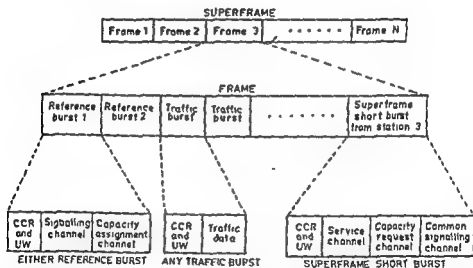 SUPERFRAME
Frame 1 Frame 2 Frame 3 Frame N
FRAME
Reference burst 1
Reference burst 2
Traffic burst
Traffic burst
Superframe short burst from station 3
CCR and UW
Signalling channel
Capacity assignment channel
CCR and UW
Traffic data
CCR and UW
Service channel
Capacity request channel
Common signalling channel
EITHER REFERENCE BURST
ANY TRAFFIC BURST
SUPERFRAME SHORT BURST